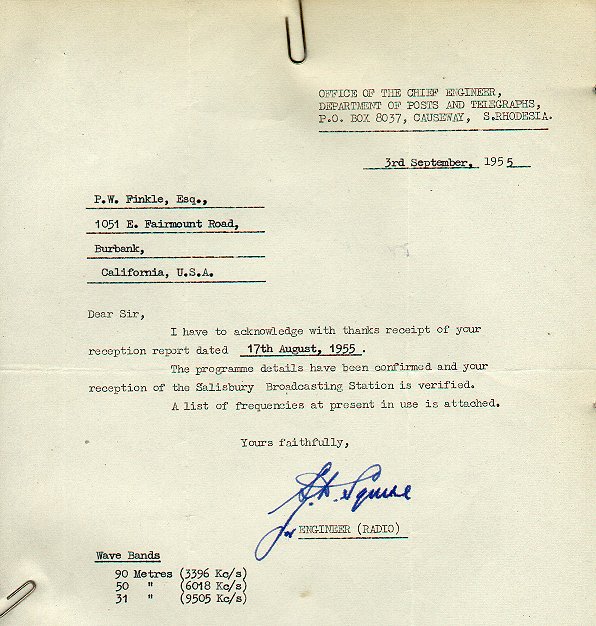 OFFICE OF THE CHIEF ENGINEER,
DEPARTMENT OF POSTS AND TELEGRAPHS,
P.O. BOX 8037, CAUSEWAY, S.RHODESIA.
3rd September, 1955
P.W. Finkle, Esq.,
1051 E. Fairmount Road,
Burbank,
California, U.S.A.
Dear Sir,
I have to acknowledge with thanks receipt of your
reception report dated 17th August, 1955.
The programme details have been confirmed and your
reception of the Salisbury Broadcasting Station is verified.
A list of frequencies at present in use is attached.
Yours faithfully,
for ENGINEER (RADIO)
Wave Bands
90 Metres (3396 Kc/s)
50 " (6018 Kc/s)
31 " (9505 Kc/s)